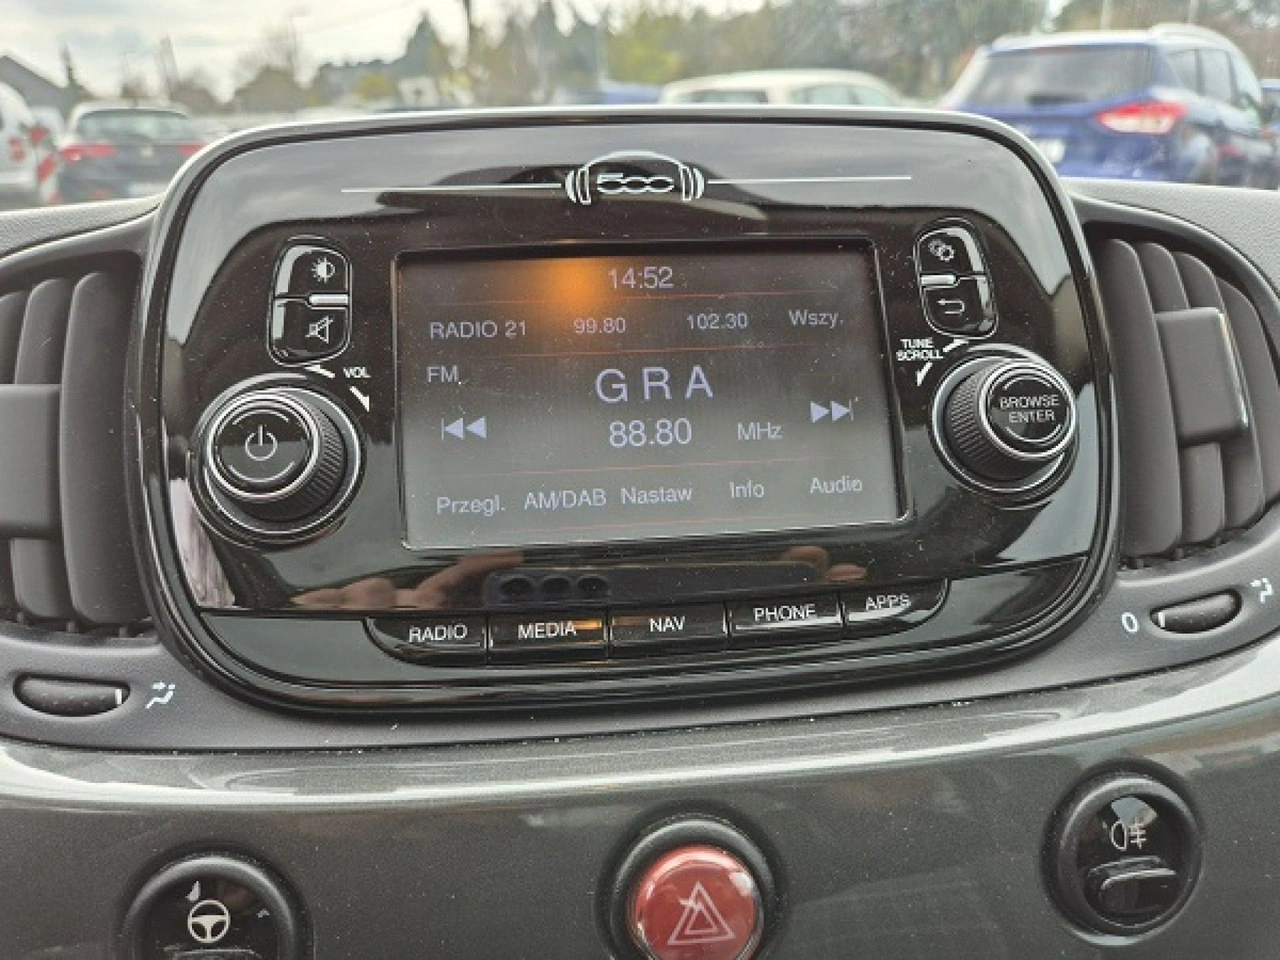 500
14:52
RADIO 21 99.80 102.30 Wszy.
FM
GRA
88.80 MHz
Przegl. AM/DAB Nastaw Info Audio
VOL
TUNE
SCROLL
BROWSE
ENTER
RADIO MEDIA NAV PHONE APPS
0